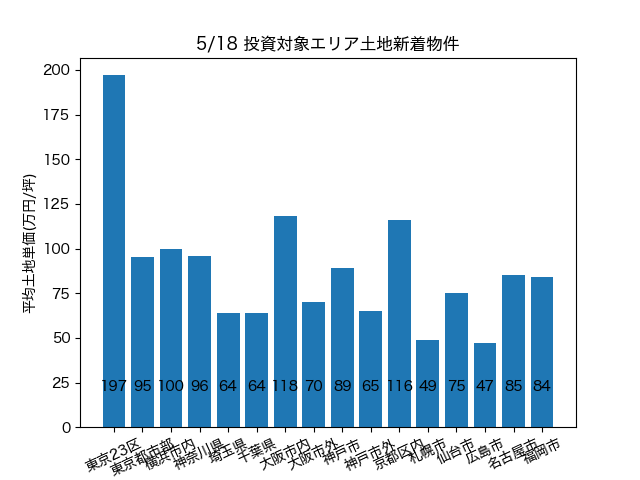 5/18 投資対象エリア土地新着物件
平均土地単価(万円/坪)
200
175
150
125
100
75
50
25
0
197 95 100 96 64 64 118 70 89 65 116 49 75 47 85 84
東京23区
東京都市部
横浜市内
神奈川県
埼玉県
千葉県
大阪市内
大阪市外
神戸市
神戸市外
京都区内
札幌市
仙台市
広島市
名古屋市
福岡市